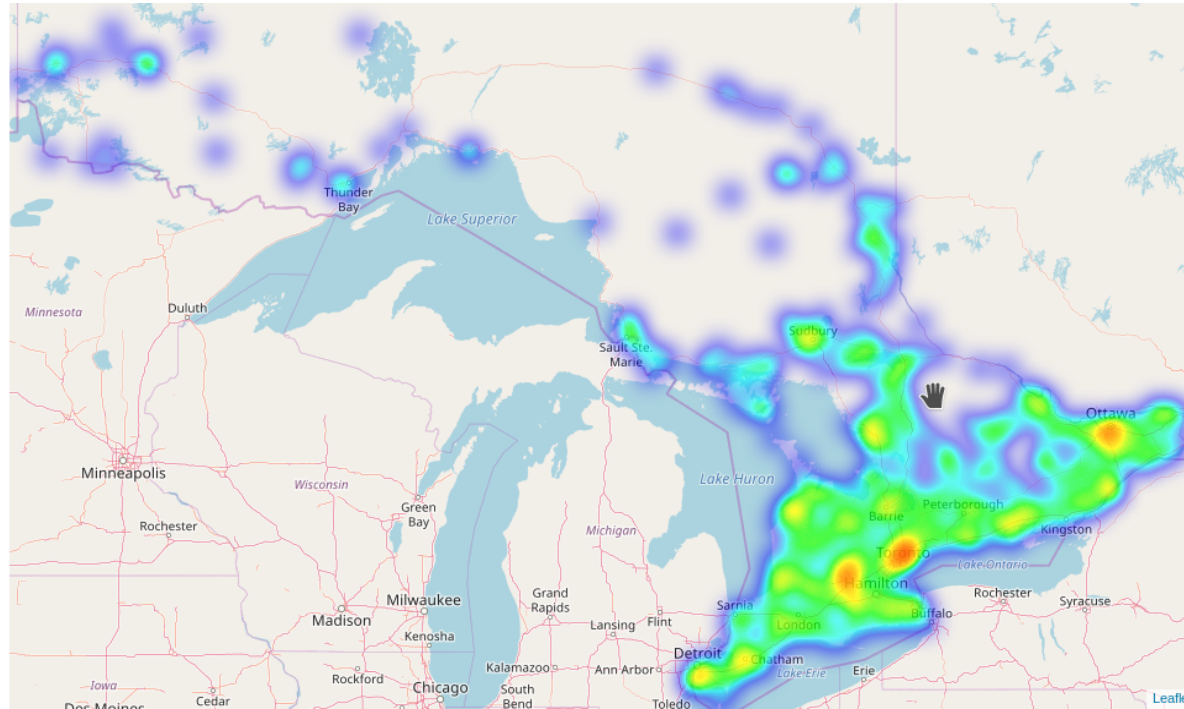 Thunder
Bay
Lake Superior
Minnesota
Duluth
Sudbury
Sault Ste.
Marie
Ottawa
Minneapolis
Wisconsin
Lake Huron
Green
Bay
Peterborough
Barrie
Rochester
Michigan
Kingston
Toronto
Lake Ontario
Hamilton
Milwaukee
Grand
Rapids
Sarnia
Rochester
Syracuse
Madison
Lansing
Flint
London
Buffalo
Kenosha
Detroit
Chatham
Kalamazoo
Ann Arbor
Lake Erie
Erie
Rockford
Iowa
Chicago
South
Bend
Toledo
Cedar
Des Moines
Leafle